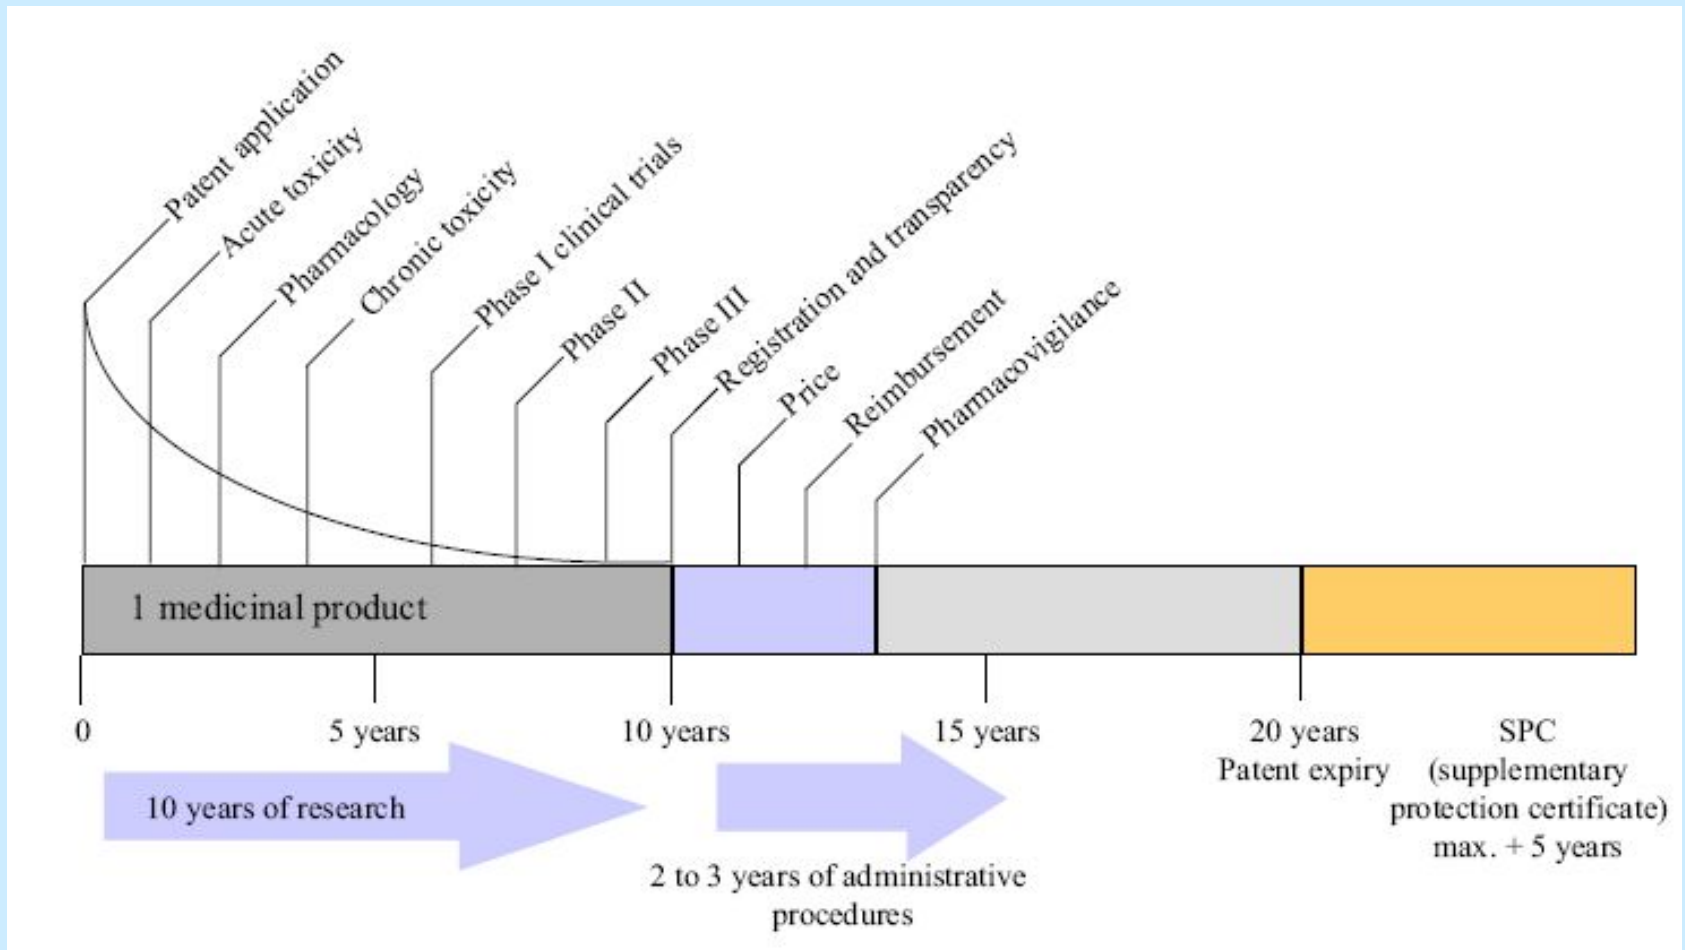 Patent application
Acute toxicity
Pharmacology
Chronic toxicity
Phase I clinical trials
Phase II
Phase III
Registration and transparency
Price
Reimbursement
Pharmacovigilance
1 medicinal product
0
5 years
10 years
15 years
20 years
Patent expiry
SPC
(supplementary
protection certificate)
max. + 5 years
10 years of research
2 to 3 years of administrative
procedures